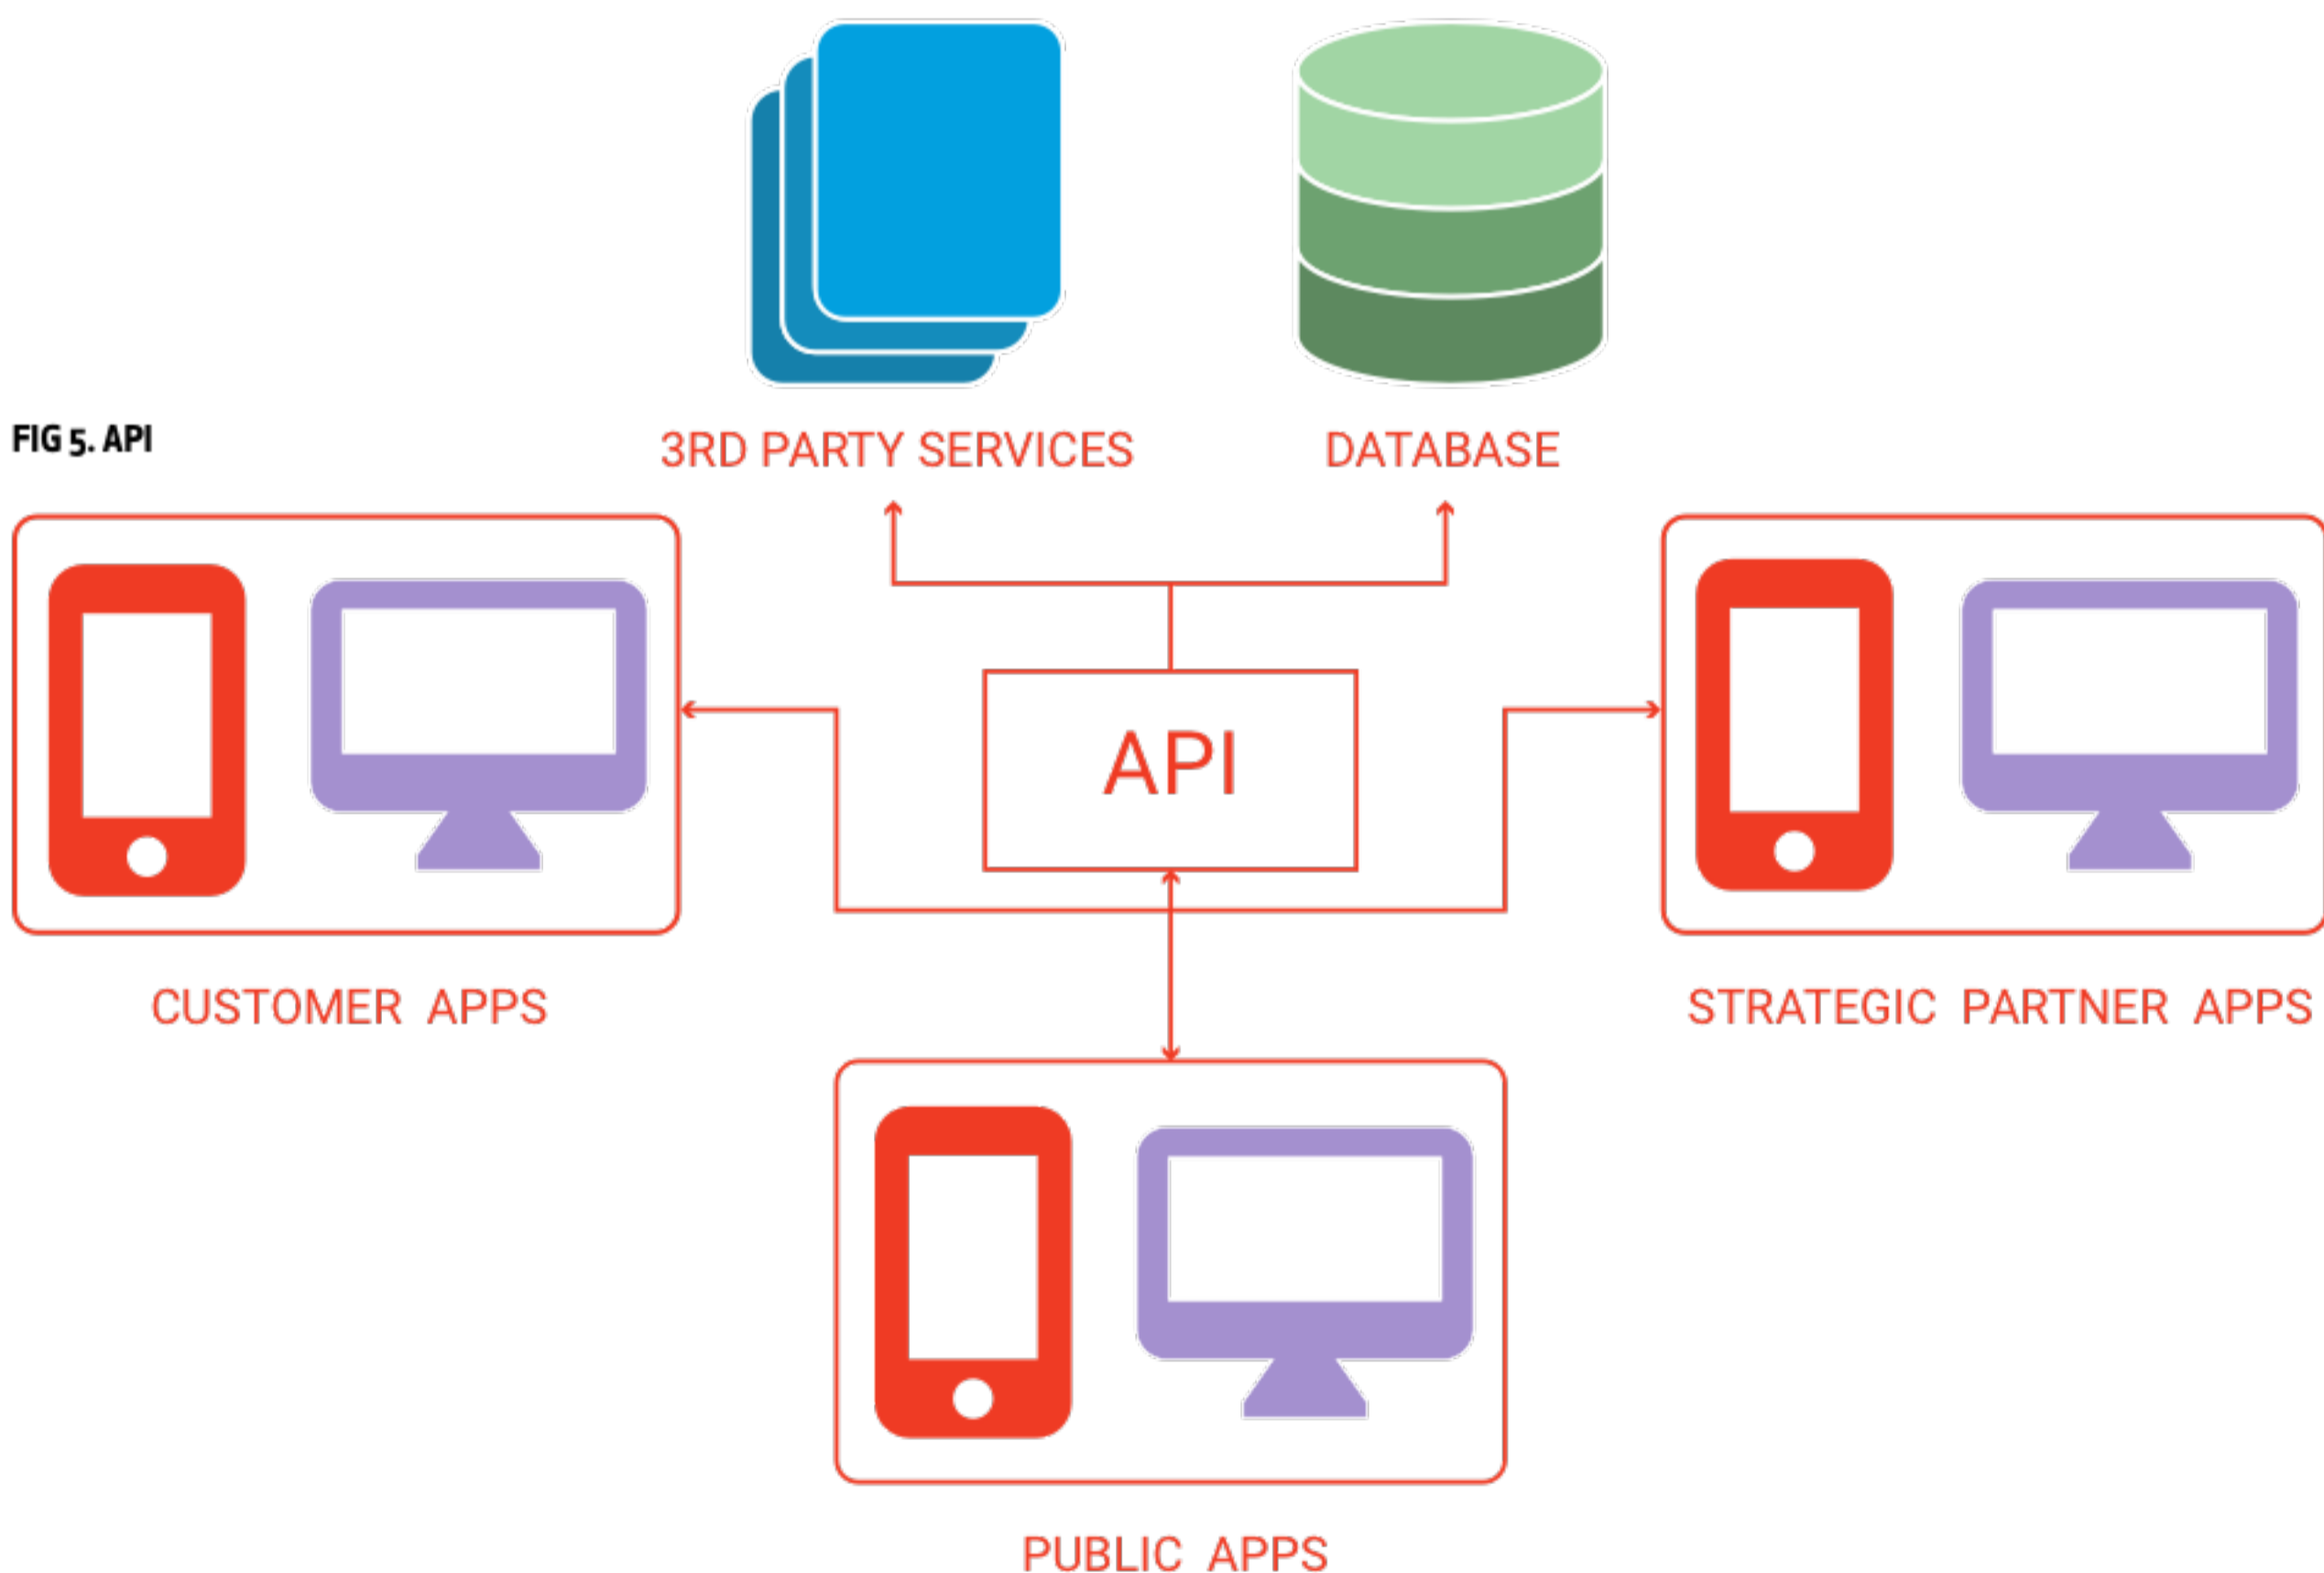 3RD PARTY SERVICES
DATABASE
FIG 5. API
API
CUSTOMER APPS
STRATEGIC PARTNER APPS
PUBLIC APPS